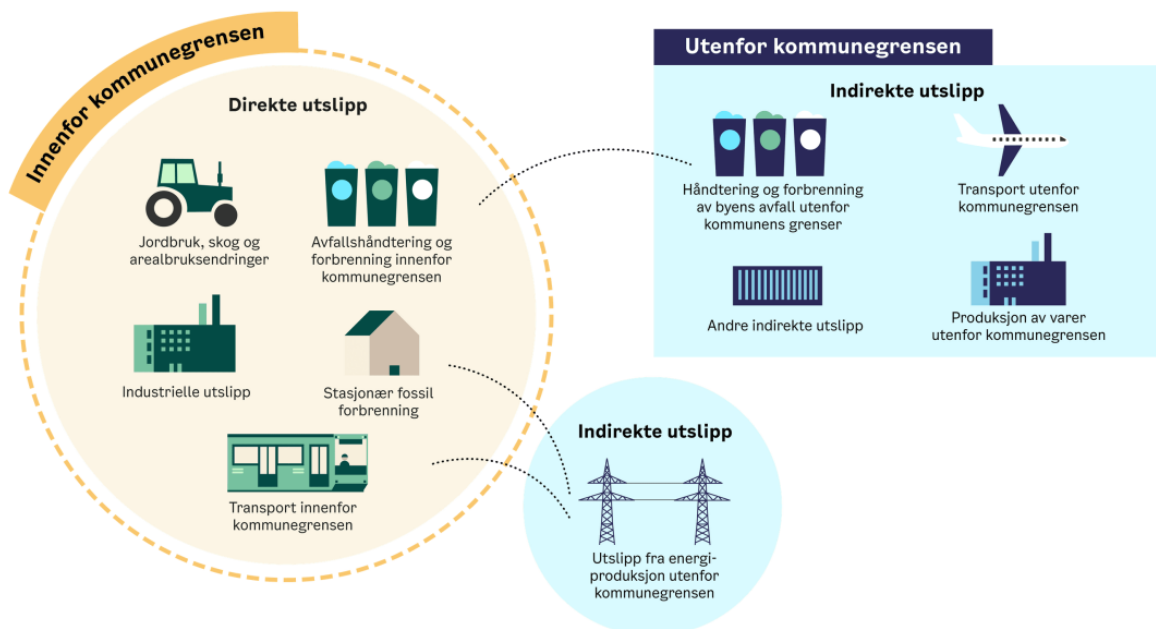 Innenfor kommunegrensen
Direkte utslipp
Jordbruk, skog og
arealbruksendringer
Avfallshåndtering og
forbrenning innenfor
kommunegrensen
Industrielle utslipp
Stasjonær fossil
forbrenning
Transport innenfor
kommunegrensen
Utenfor kommunegrensen
Indirekte utslipp
Håndtering og forbrenning
av byens avfall utenfor
kommunens grenser
Transport utenfor
kommunegrensen
Andre indirekte utslipp
Produksjon av varer
utenfor kommunegrensen
Indirekte utslipp
Utslipp fra energi-
produksjon utenfor
kommunegrensen